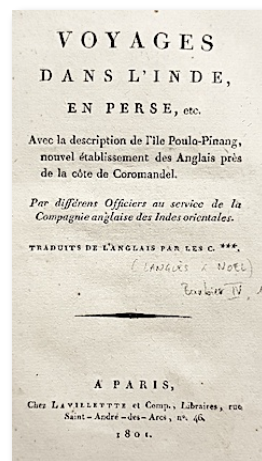 VOYAGES
DANS L'INDE,
EN PERSE, etc.
Avec la description de l'île Poulo-Pinang,
nouvel établissement des Anglais près
de la côte de Coromandel.
Par différens Officiers au service de la
Compagnie anglaise des Indes orientales.
TRADUITS DE L'ANGLAIS PAR LES C. ***.
(LANGLÈS & NOEL)
Barbier IV,
A PARIS,
Chez LAVILLETTE et Comp., Libraires, rue
Saint-André-des-Arcs, n°. 46.
1801.